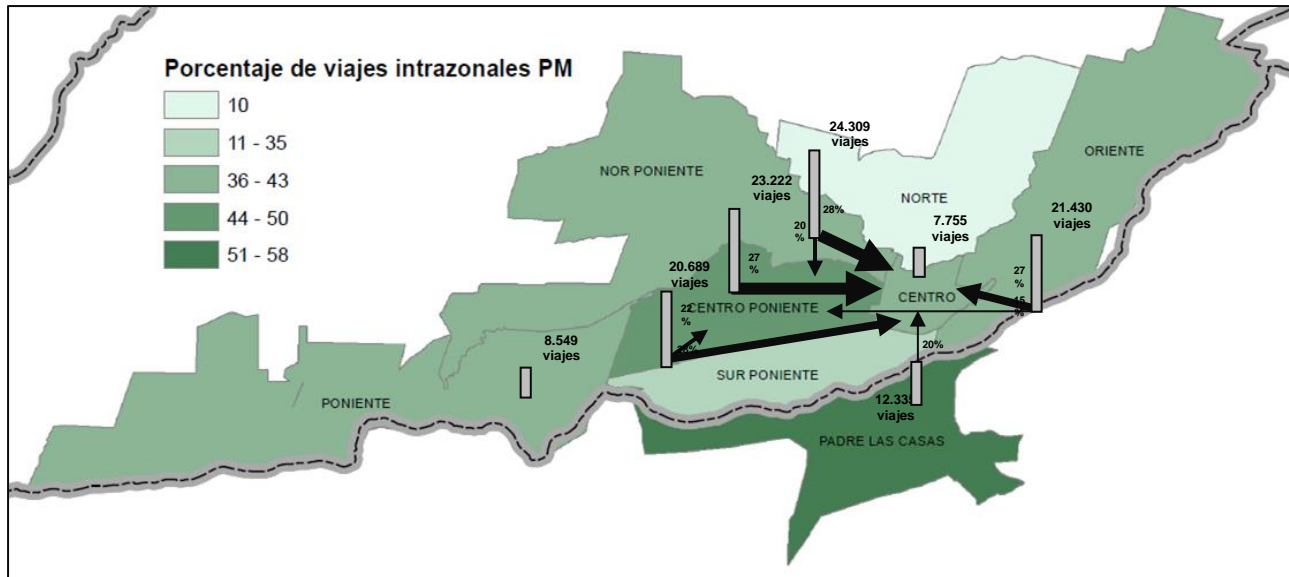 Porcentaje de viajes intrazonales PM
10
11 - 35
36 - 43
44 - 50
51 - 58
24.309
viajes
ORIENTE
NOR PONIENTE
23.222
viajes
28%
NORTE
21.430
viajes
20
%
7.755
viajes
27
%
20.689
viajes
27
%
CENTRO
22
%
CENTRO PONIENTE
15
%
8.549
viajes
20%
SUR PONIENTE
PONIENTE
viajes
PADRE LAS CASAS